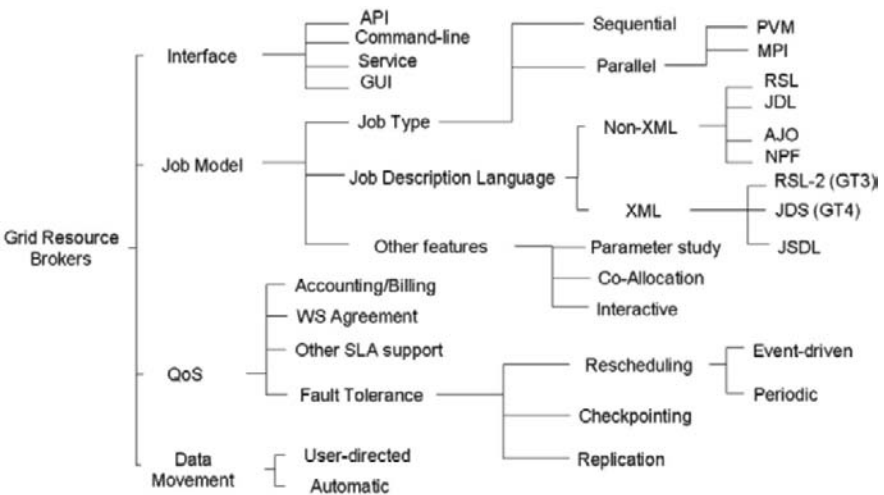 Grid Resource
Brokers
Interface
API
Command-line
Service
GUI
Job Model
Job Type
Sequential
Parallel
PVM
MPI
Job Description Language
Non-XML
RSL
JDL
AJO
NPF
XML
RSL-2 (GT3)
JDS (GT4)
JSDL
Other features
Parameter study
Co-Allocation
Interactive
QoS
Accounting/Billing
WS Agreement
Other SLA support
Fault Tolerance
Rescheduling
Event-driven
Periodic
Checkpointing
Replication
Data
Movement
User-directed
Automatic